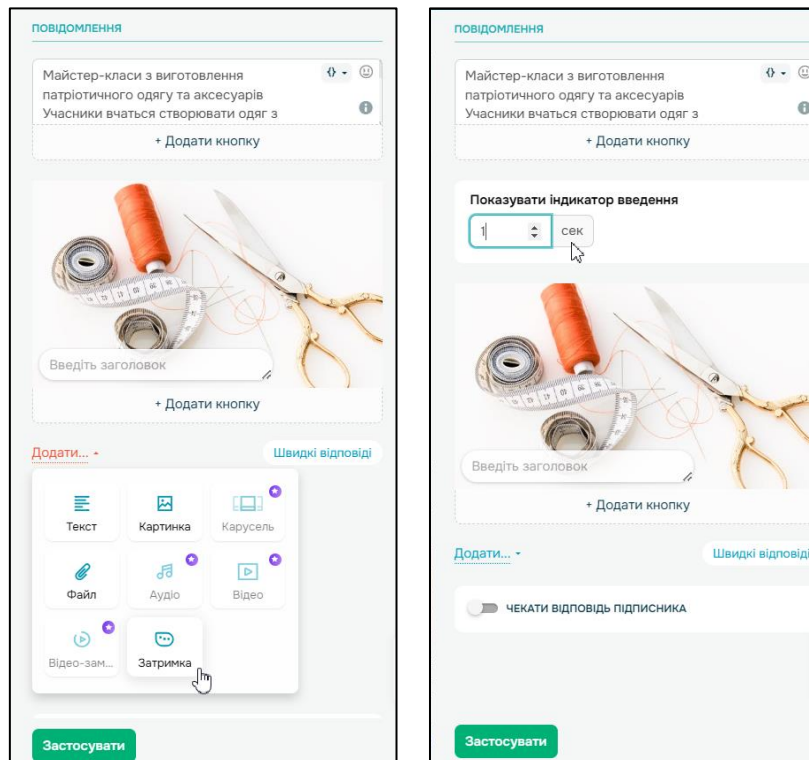 ПОВІДОМЛЕННЯ
Майстер-класи з виготовлення
патріотичного одягу та аксесуарів
Учасники вчаться створювати одяг з
+ Додати кнопку
Введіть заголовок
+ Додати кнопку
Додати...
Швидкі відповіді
Текст
Картинка
Карусель
Файл
Аудіо
Відео
Відео-зам...
Затримка
Застосувати
ПОВІДОМЛЕННЯ
Майстер-класи з виготовлення
патріотичного одягу та аксесуарів
Учасники вчаться створювати одяг з
+ Додати кнопку
Показувати індикатор введення
1 сек
Введіть заголовок
+ Додати кнопку
Додати...
Швидкі відповіді
ЧЕКАТИ ВІДПОВІДЬ ПІДПИСНИКА
Застосувати